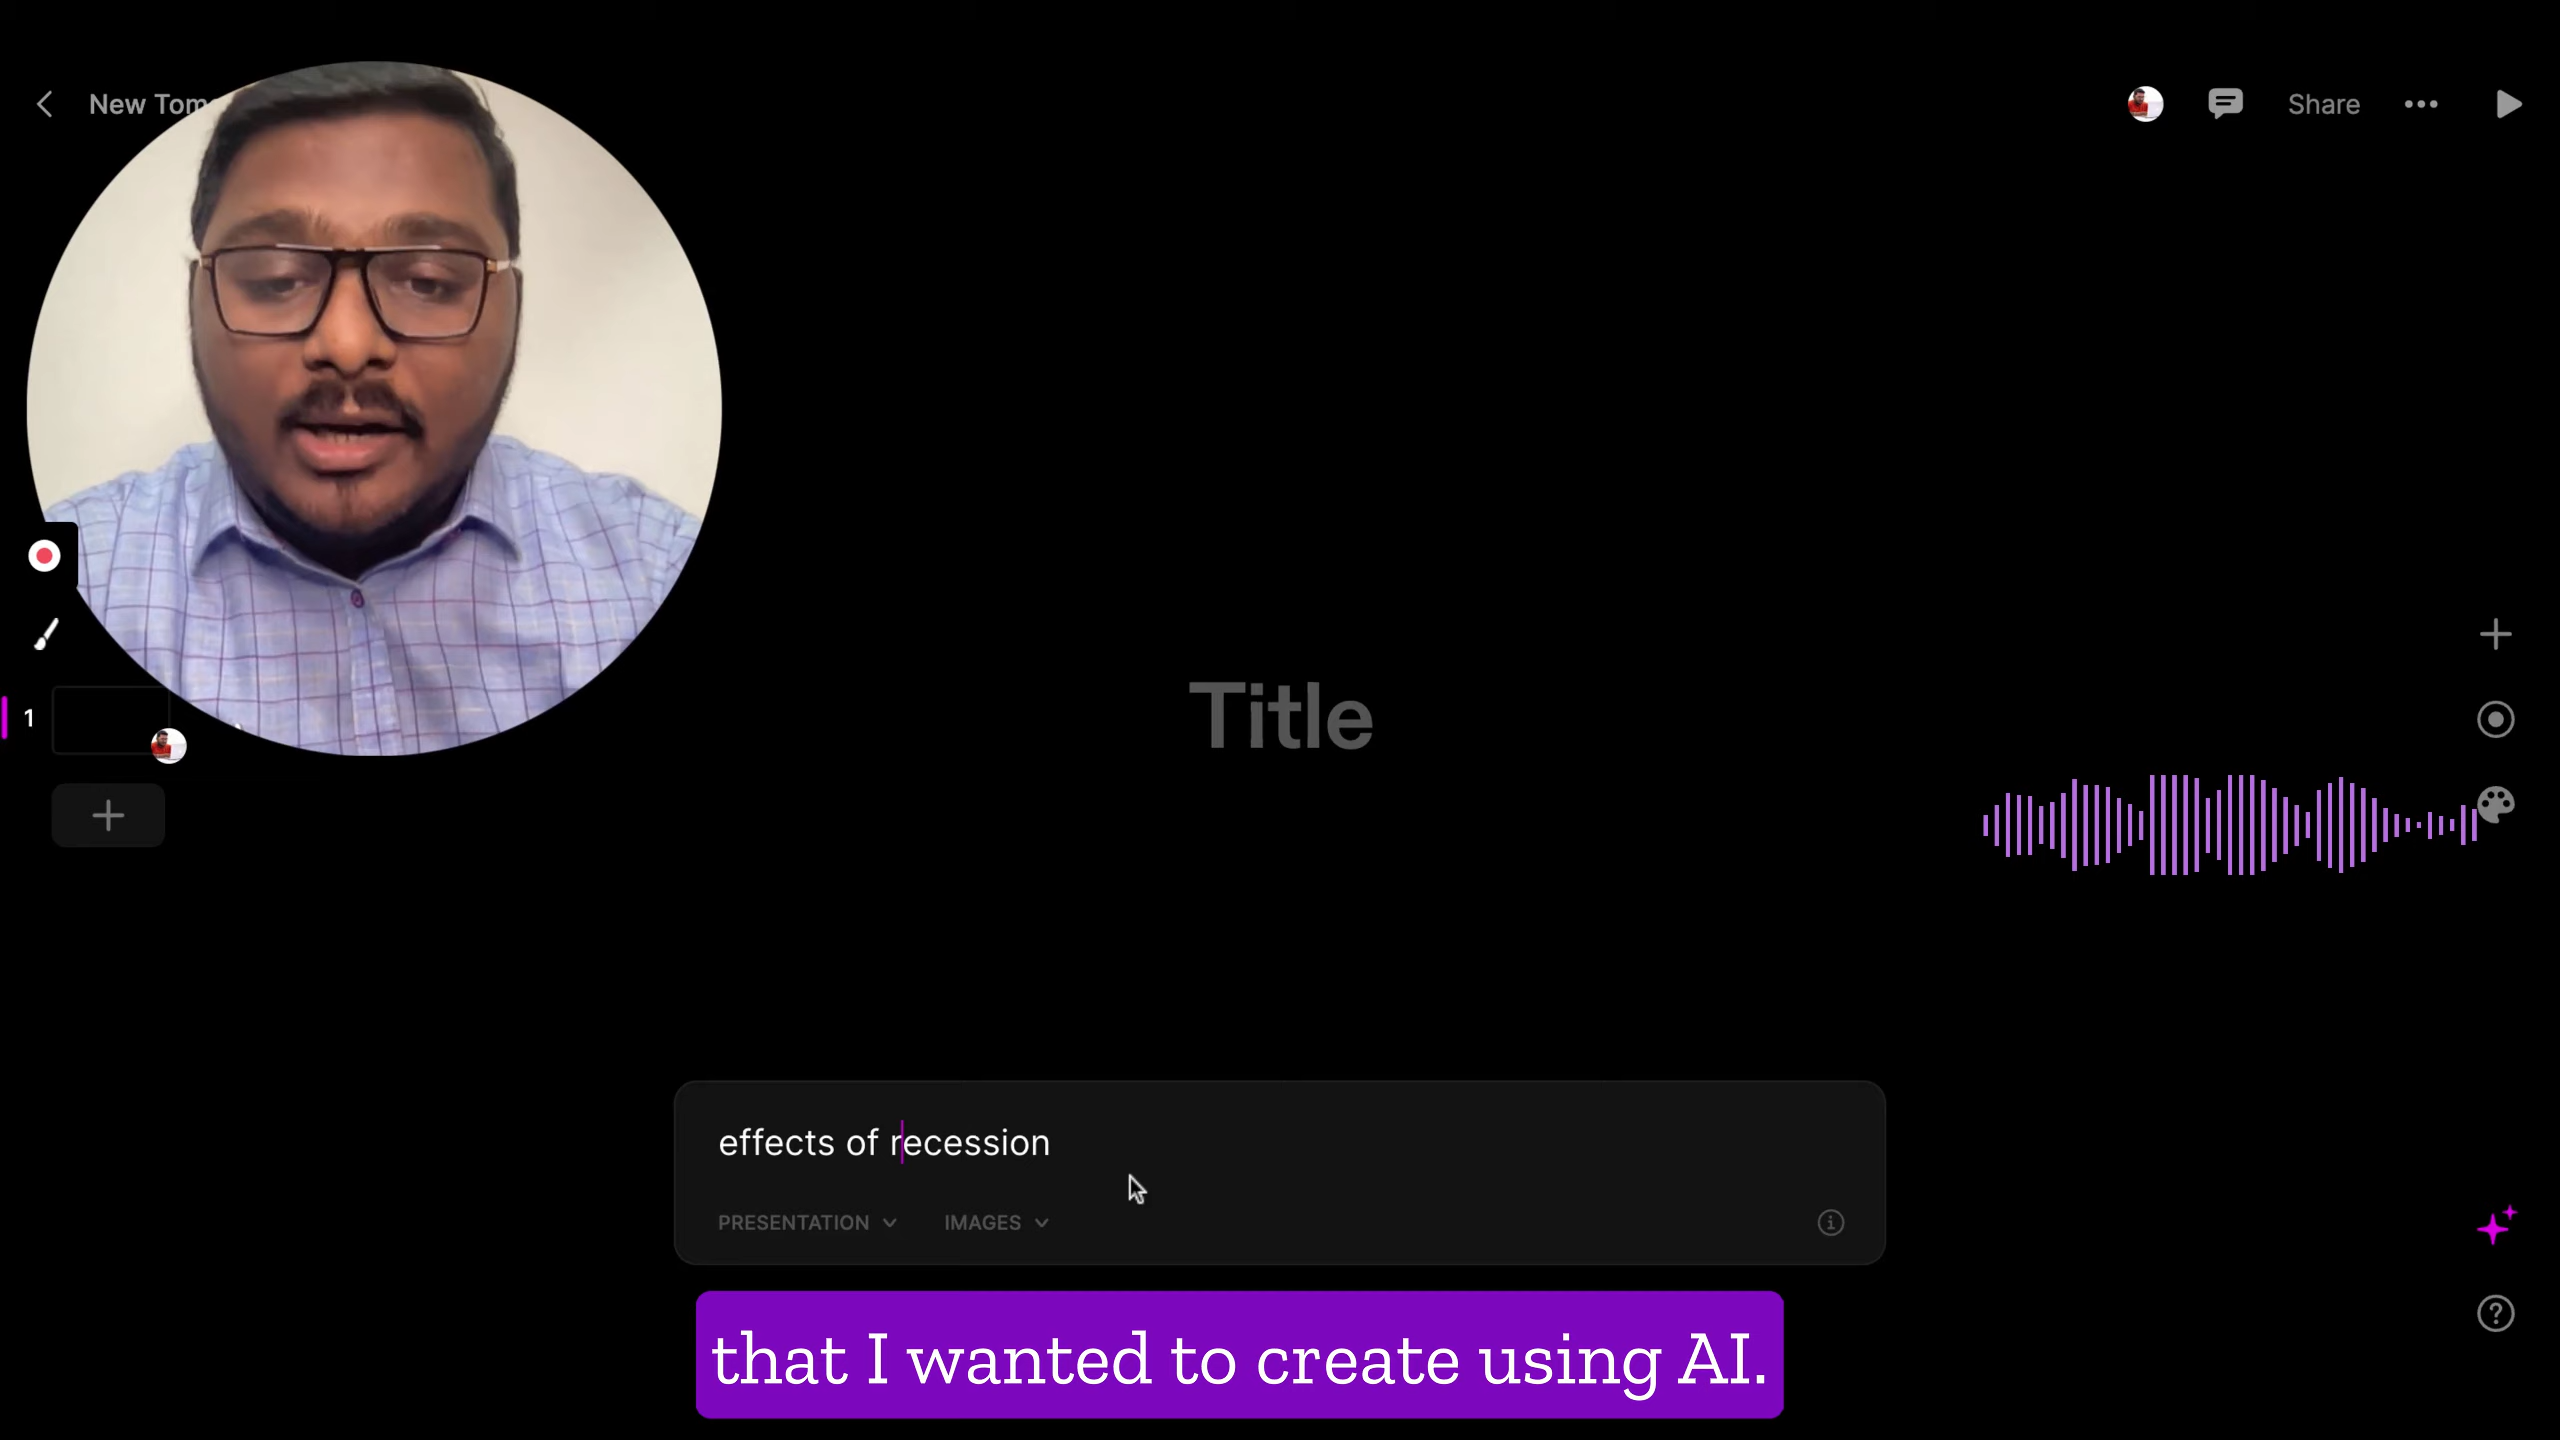 New Tom
Share
1
Title
effects of recession
PRESENTATION
IMAGES
that I wanted to create using AI.